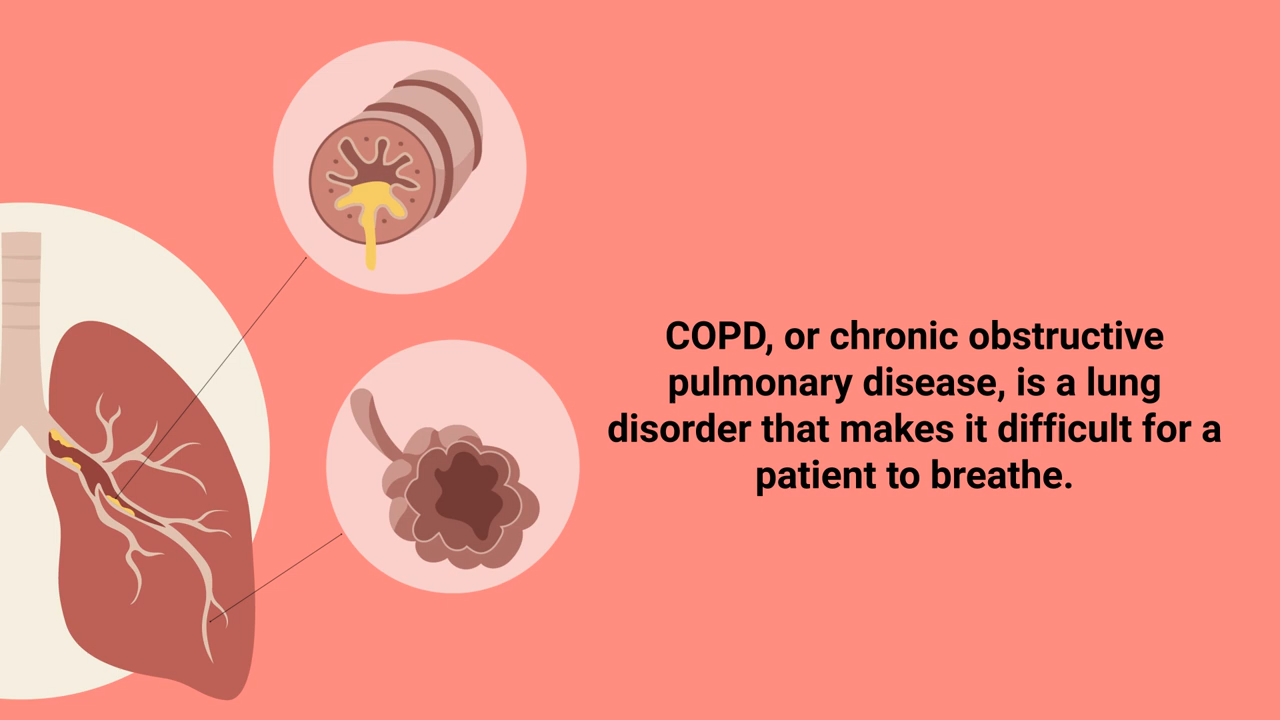 COPD, or chronic obstructive
pulmonary disease, is a lung
disorder that makes it difficult for a
patient to breathe.